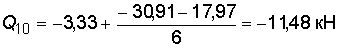 Q₁₀ = −3,33 + (−30,91 − 17,97)/6 = −11,48 кН